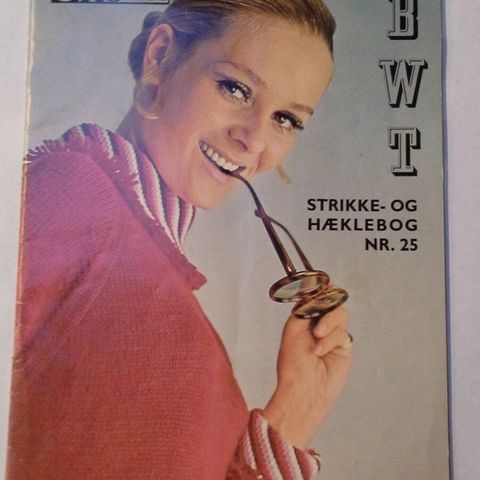 B
W
T
STRIKKE- OG
HÆKLEBOG
NR. 25